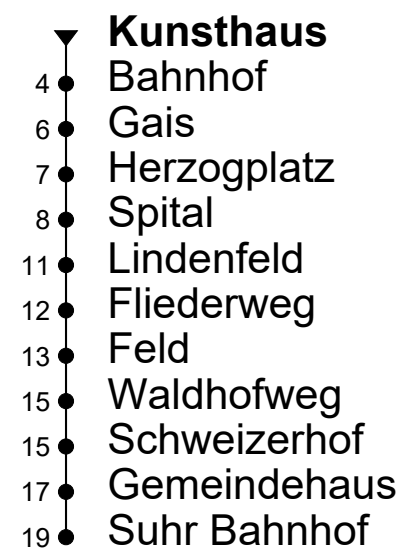 Kunsthaus
4 Bahnhof
6 Gais
7 Herzogplatz
8 Spital
11 Lindenfeld
12 Fliederweg
13 Feld
15 Waldhofweg
15 Schweizerhof
17 Gemeindehaus
19 Suhr Bahnhof